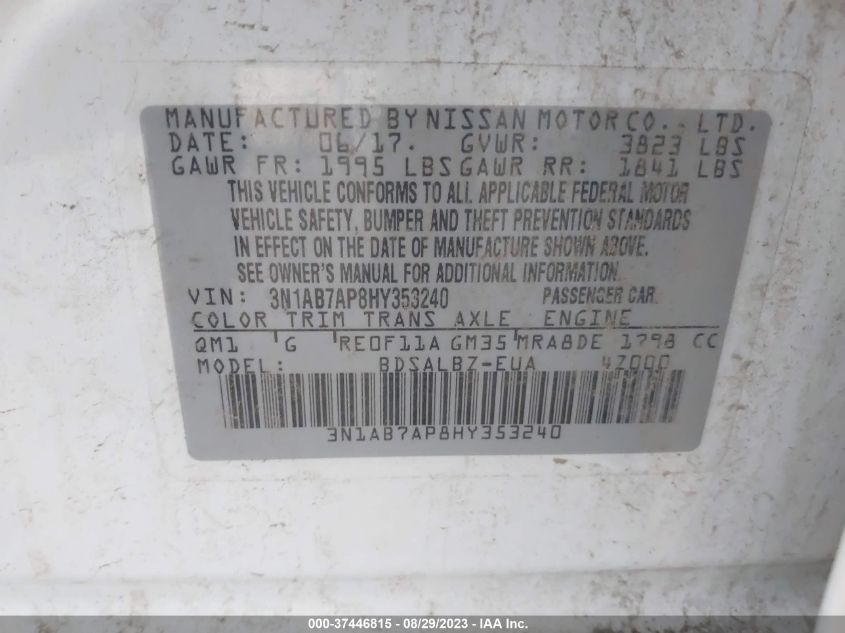 MANUFACTURED BY NISSAN MOTOR CO., LTD.
DATE: 06/17. GVWR: 3823 LBS
GAWR FR: 1995 LBS GAWR RR: 1841 LBS
THIS VEHICLE CONFORMS TO ALL APPLICABLE FEDERAL MOTOR
VEHICLE SAFETY, BUMPER AND THEFT PREVENTION STANDARDS
IN EFFECT ON THE DATE OF MANUFACTURE SHOWN ABOVE.
SEE OWNER'S MANUAL FOR ADDITIONAL INFORMATION.
VIN: 3N1AB7AP8HY353240 PASSENGER CAR
COLOR TRIM TRANS AXLE ENGINE
QM1 G RE0F11A GM35 MRA8DE 1798 CC
MODEL: BDSALBZ-EUA 4Z000
3N1AB7AP8HY353240
000-37446815 - 08/29/2023 - IAA Inc.